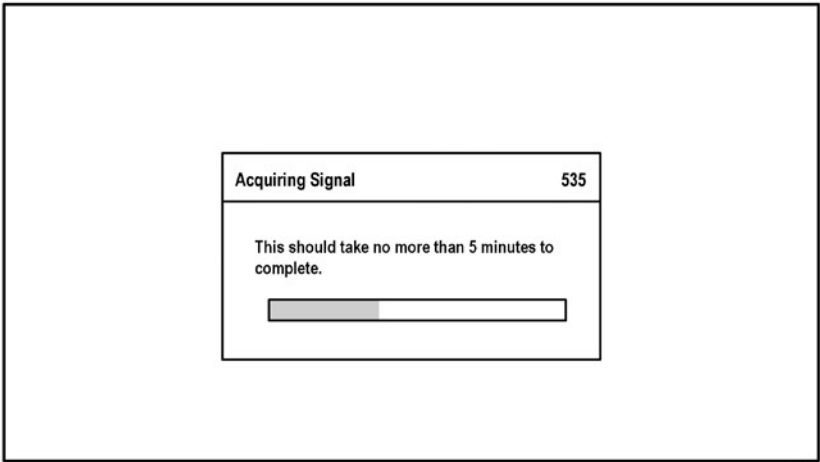 Acquiring Signal 535
This should take no more than 5 minutes to
complete.